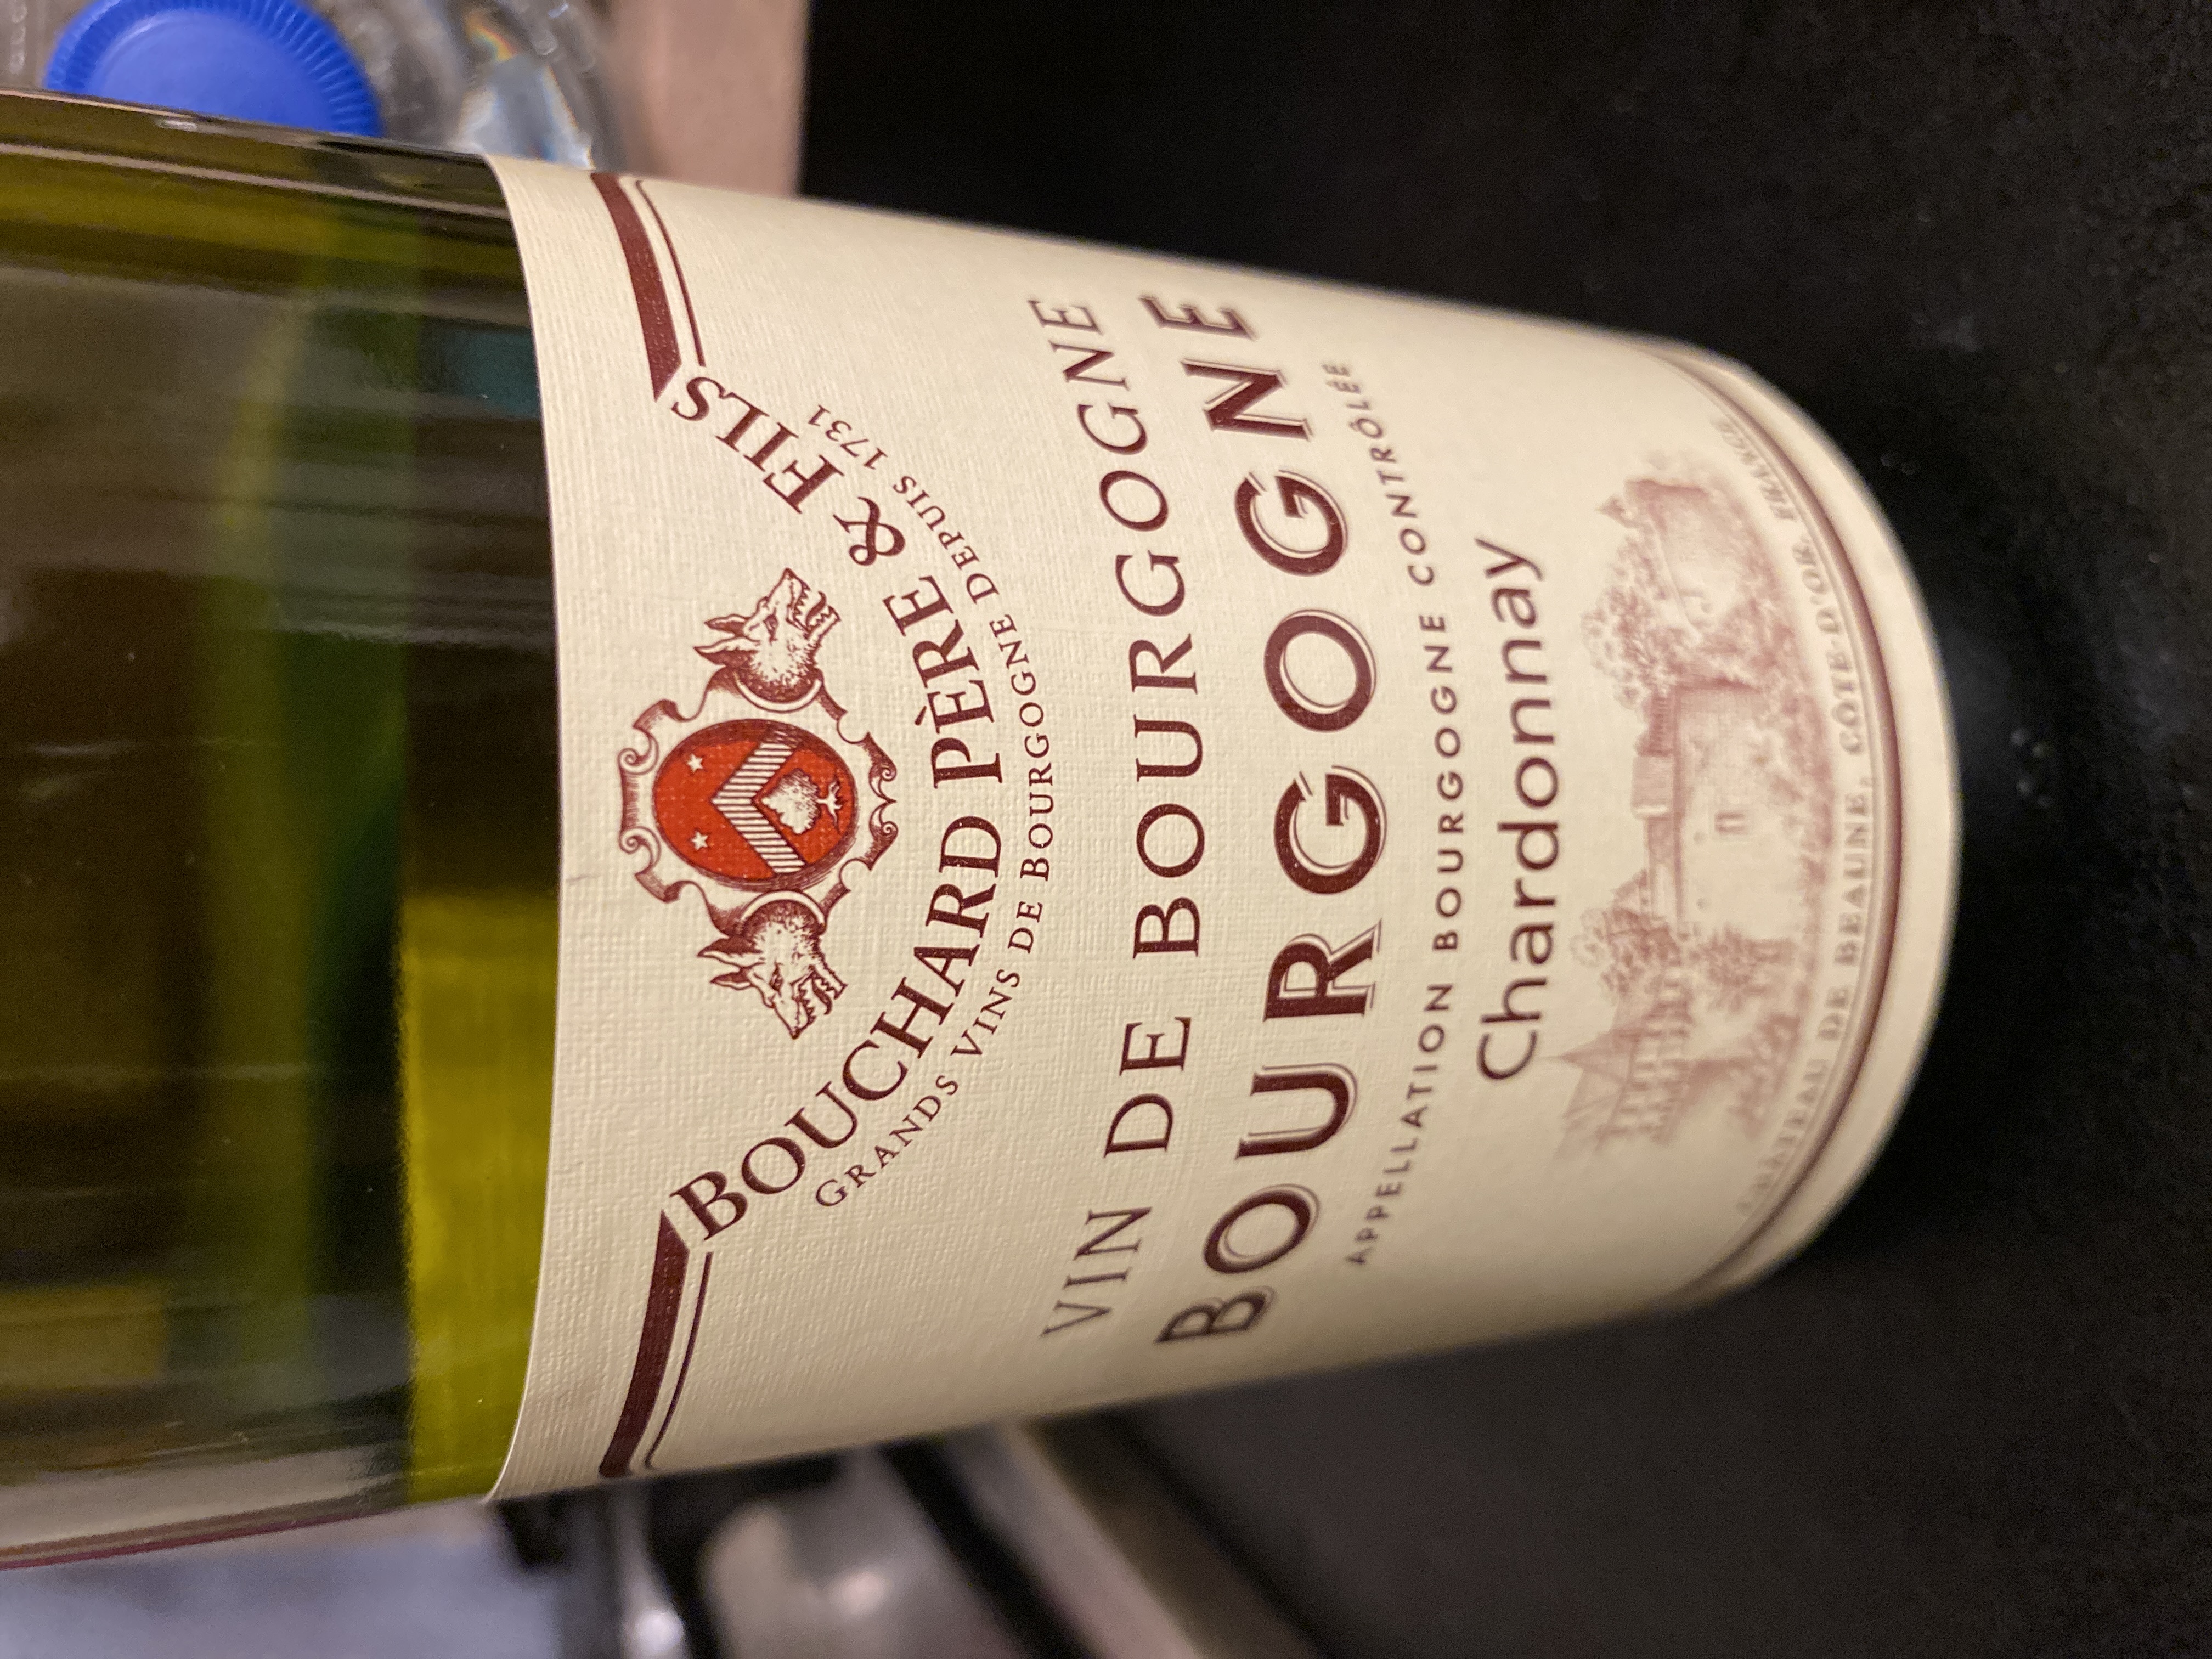 BOUCHARD PÈRE & FILS
GRANDS VINS DE BOURGOGNE DEPUIS 1731
VIN DE BOURGOGNE
BOURGOGNE
APPELLATION BOURGOGNE CONTRÔLÉE
Chardonnay
CHÂTEAU DE BEAUNE, CÔTE-D'OR, FRANCE